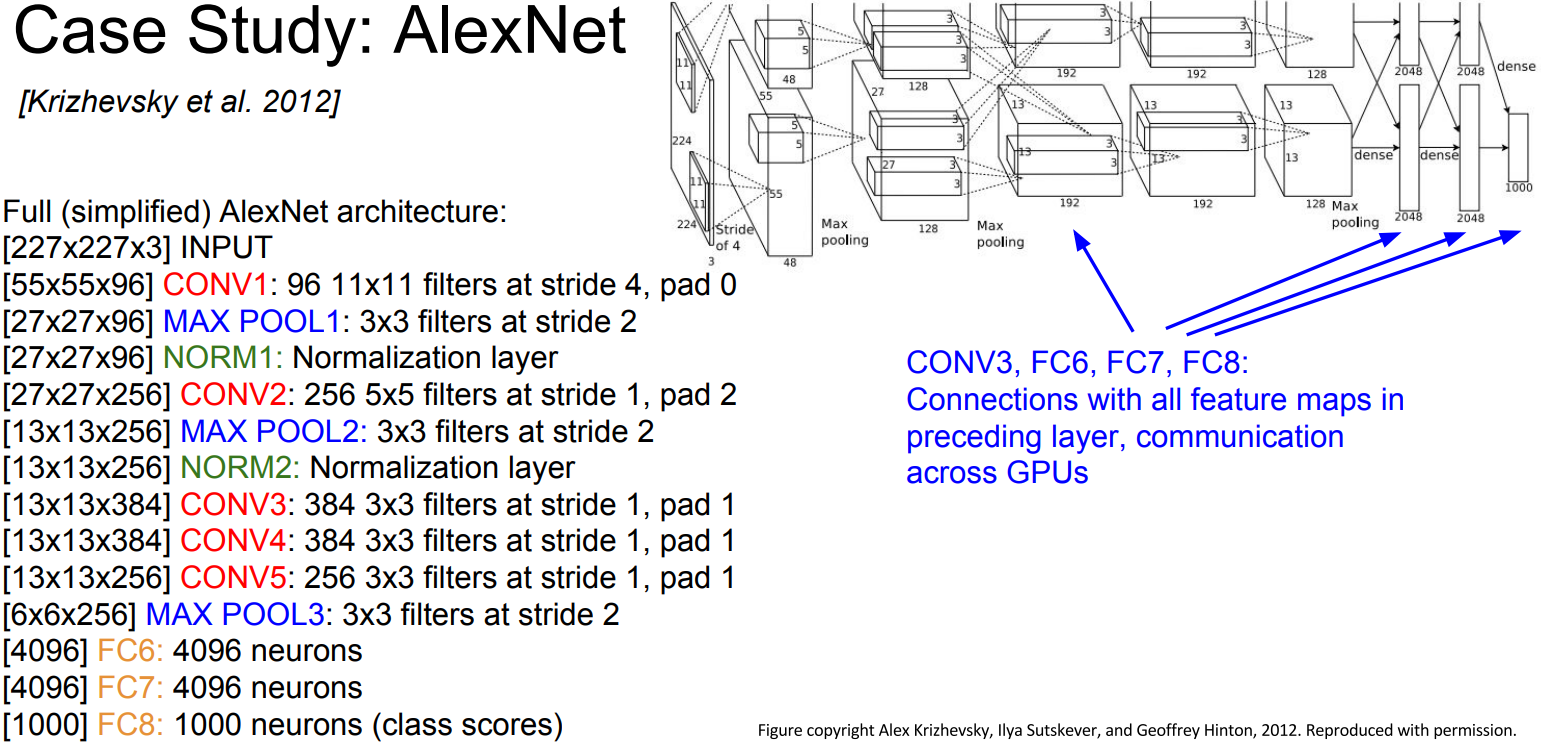 Case Study: AlexNet
[Krizhevsky et al. 2012]
Full (simplified) AlexNet architecture:
[227x227x3] INPUT
[55x55x96] CONV1: 96 11x11 filters at stride 4, pad 0
[27x27x96] MAX POOL1: 3x3 filters at stride 2
[27x27x96] NORM1: Normalization layer
[27x27x256] CONV2: 256 5x5 filters at stride 1, pad 2
[13x13x256] MAX POOL2: 3x3 filters at stride 2
[13x13x256] NORM2: Normalization layer
[13x13x384] CONV3: 384 3x3 filters at stride 1, pad 1
[13x13x384] CONV4: 384 3x3 filters at stride 1, pad 1
[13x13x256] CONV5: 256 3x3 filters at stride 1, pad 1
[6x6x256] MAX POOL3: 3x3 filters at stride 2
[4096] FC6: 4096 neurons
[4096] FC7: 4096 neurons
[1000] FC8: 1000 neurons (class scores)
11
11
224
11
11
224
3
Stride
of 4
5
5
48
55
5
5
55
48
Max
pooling
3
3
128
27
3
3
27
3
3
128
Max
pooling
3
3
192
13
13
3
3
192
3
3
192
13
3
3
13
192
128
13
13
128
Max
pooling
2048
2048
dense
dense
dense
2048
2048
1000
CONV3, FC6, FC7, FC8:
Connections with all feature maps in
preceding layer, communication
across GPUs
Figure copyright Alex Krizhevsky, Ilya Sutskever, and Geoffrey Hinton, 2012. Reproduced with permission.